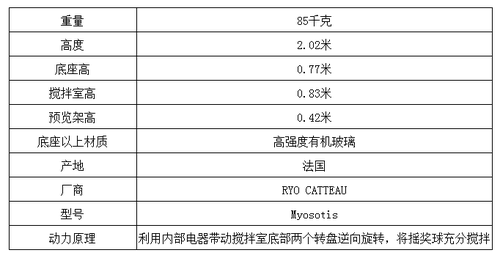 重量 85千克
高度 2.02米
底座高 0.77米
搅拌室高 0.83米
预览架高 0.42米
底座以上材质 高强度有机玻璃
产地 法国
厂商 RYO CATTEAU
型号 Myosotis
动力原理 利用内部电器带动搅拌室底部两个转盘逆向旋转，将摇奖球充分搅拌